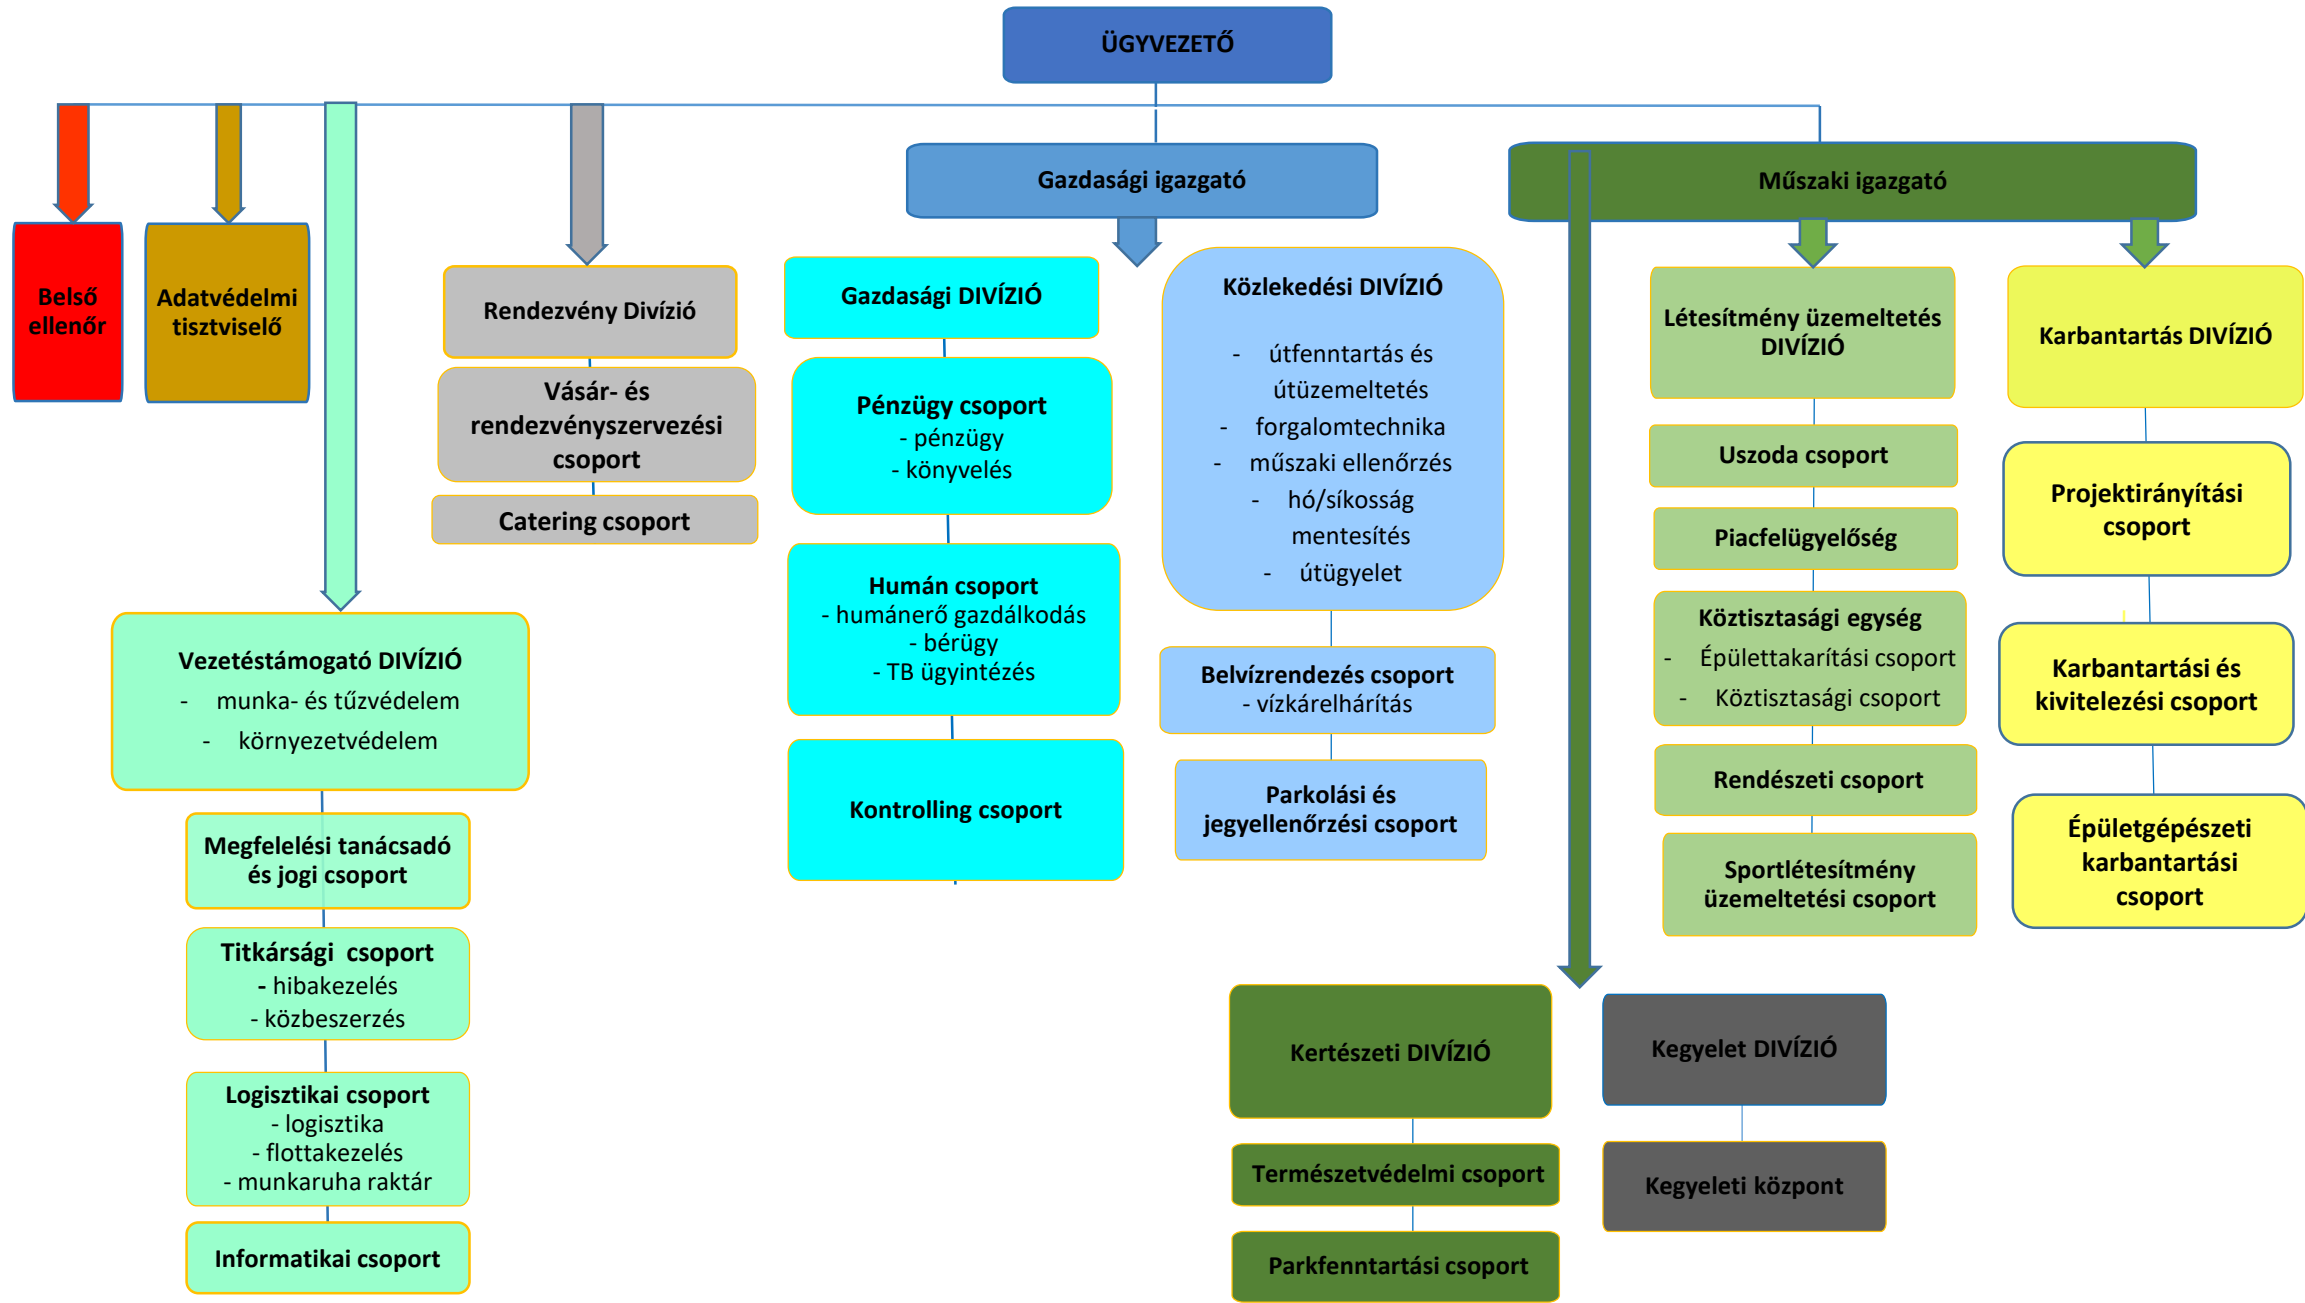 ÜGYVEZETŐ
Gazdasági igazgató
Műszaki igazgató
Belső
ellenőr
Adatvédelmi
tisztviselő
Rendezvény Divízió
Vásár- és
rendezvényszervezési
csoport
Catering csoport
Vezetéstámogató DIVÍZIÓ
- munka- és tűzvédelem
- környezetvédelem
Megfelelési tanácsadó
és jogi csoport
Titkársági csoport
- hibakezelés
- közbeszerzés
Logisztikai csoport
- logisztika
- flottakezelés
- munkaruha raktár
Informatikai csoport
Gazdasági DIVÍZIÓ
Pénzügy csoport
- pénzügy
- könyvelés
Humán csoport
- humánerő gazdálkodás
- bérügy
- TB ügyintézés
Kontrolling csoport
Közlekedési DIVÍZIÓ
- útfenntartás és
útüzemeltetés
- forgalomtechnika
- műszaki ellenőrzés
- hó/síkosság
mentesítés
- útügyelet
Belvízrendezés csoport
- vízkárelhárítás
Parkolási és
jegyellenőrzési csoport
Létesítmény üzemeltetés
DIVÍZIÓ
Uszoda csoport
Piacfelügyelőség
Köztisztasági egység
- Épülettakarítási csoport
- Köztisztasági csoport
Rendészeti csoport
Sportlétesítmény
üzemeltetési csoport
Karbantartás DIVÍZIÓ
Projektirányítási
csoport
Karbantartási és
kivitelezési csoport
Épületgépészeti
karbantartási
csoport
Kertészeti DIVÍZIÓ
Természetvédelmi csoport
Parkfenntartási csoport
Kegyelet DIVÍZIÓ
Kegyeleti központ